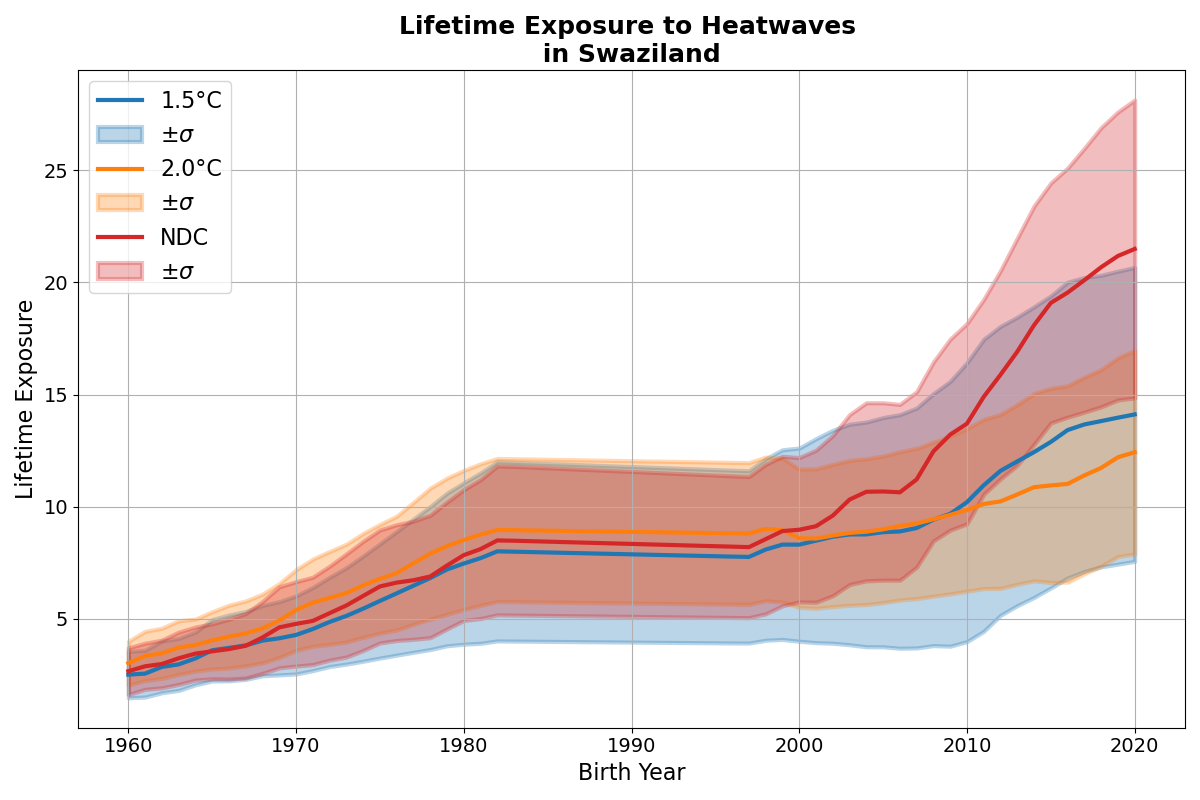 Lifetime Exposure to Heatwaves
in Swaziland
1.5°C
±σ
2.0°C
±σ
NDC
±σ
Lifetime Exposure
25
20
15
10
5
1960
1970
1980
1990
2000
2010
2020
Birth Year